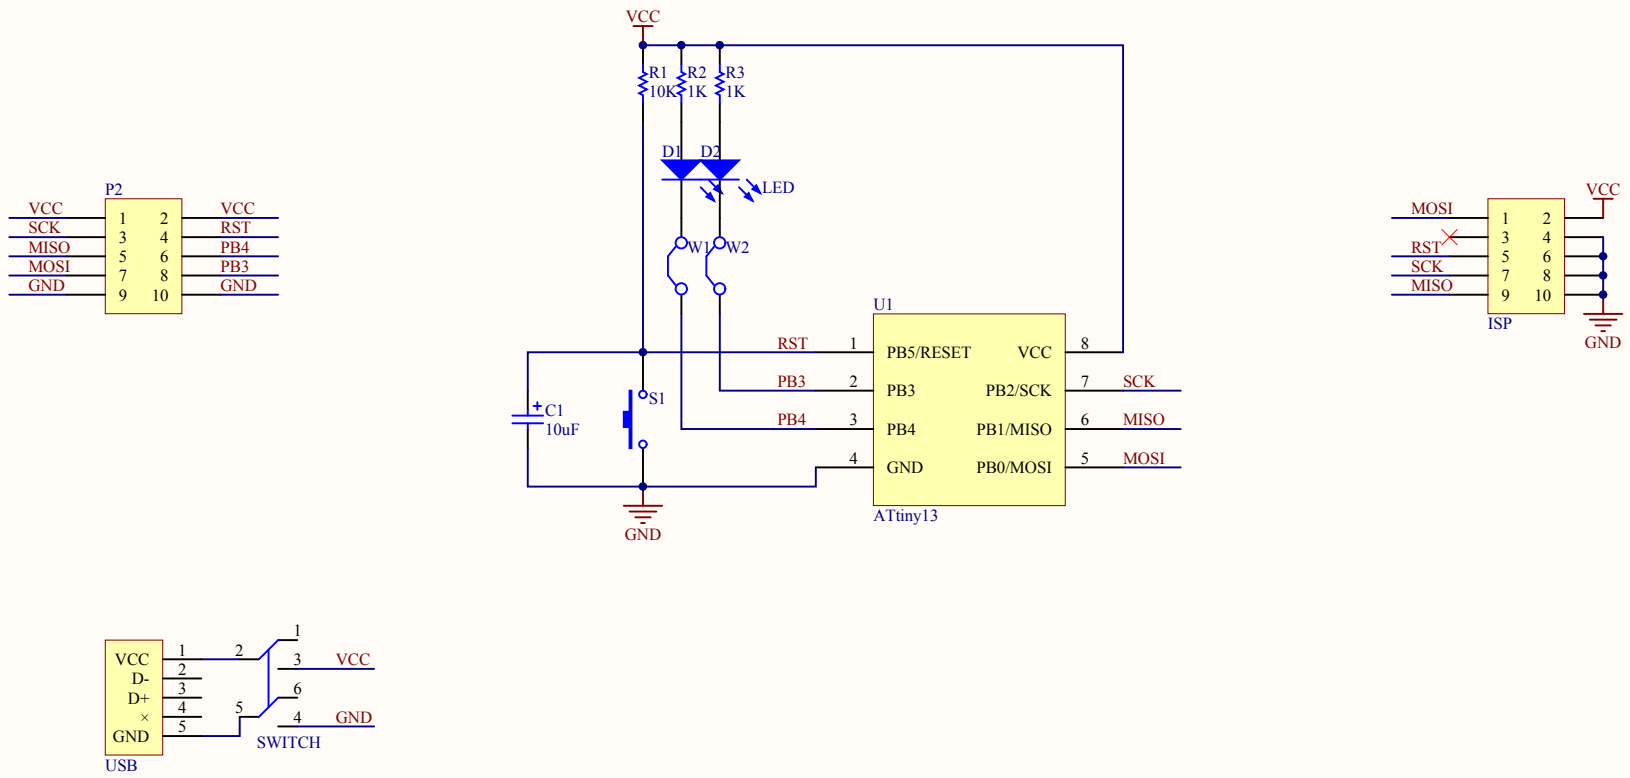 VCC
R1 R2 R3
10K 1K 1K
D1 D2
LED
W1 W2
P2
VCC 1 2 VCC
SCK 3 4 RST
MISO 5 6 PB4
MOSI 7 8 PB3
GND 9 10 GND
VCC
MOSI 1 2
3 4
RST 5 6
SCK 7 8
MISO 9 10
ISP
GND
U1
RST 1 PB5/RESET VCC 8
PB3 2 PB3 PB2/SCK 7 SCK
PB4 3 PB4 PB1/MISO 6 MISO
4 GND PB0/MOSI 5 MOSI
ATtiny13
+ C1
10uF
S1
GND
VCC 1
D- 2
D+ 3
× 4
GND 5
USB
1
2
3 VCC
6
5
4 GND
SWITCH